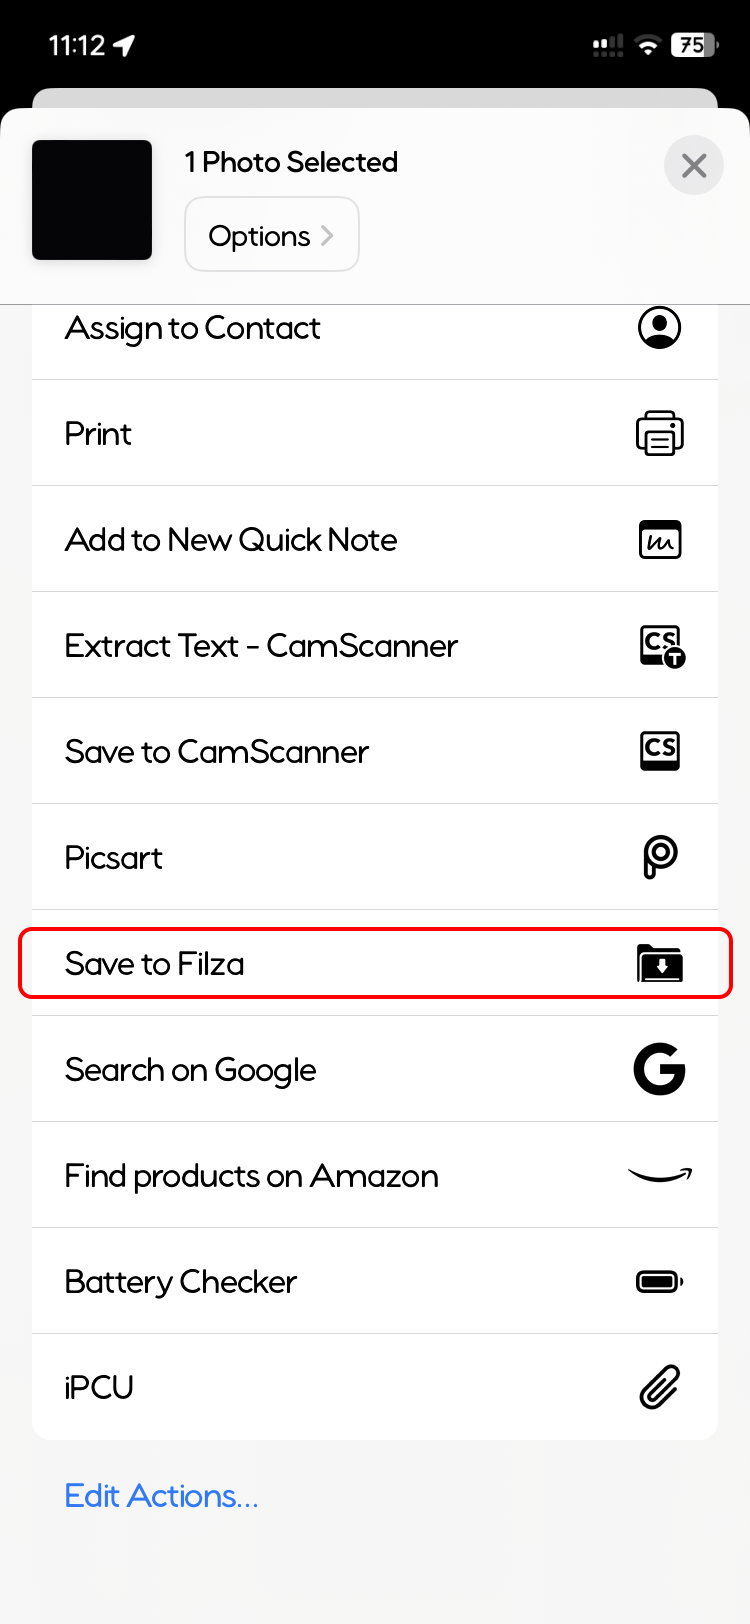 11:12
75
1 Photo Selected
Options
Assign to Contact
Print
Add to New Quick Note
Extract Text - CamScanner
CS
T
Save to CamScanner
CS
Picsart
Save to Filza
Search on Google
G
Find products on Amazon
Battery Checker
iPCU
Edit Actions...